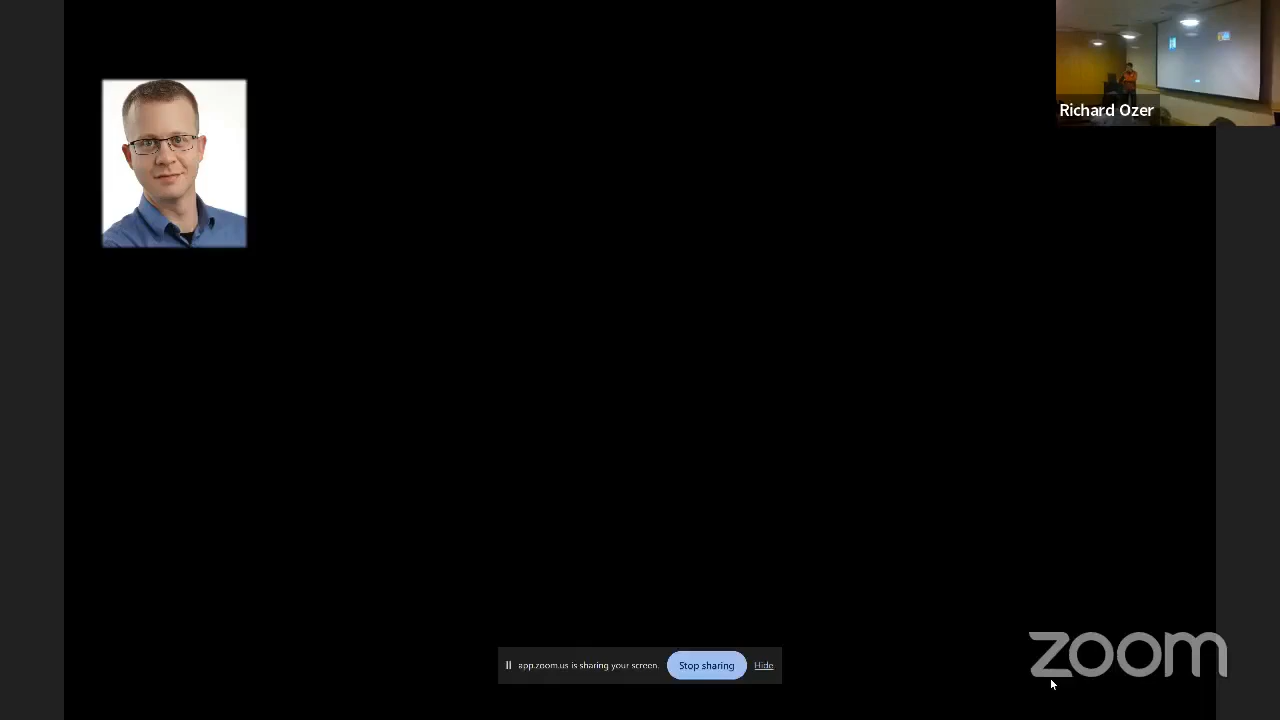 Richard Ozer
app.zoom.us is sharing your screen.
Stop sharing
Hide
zoom